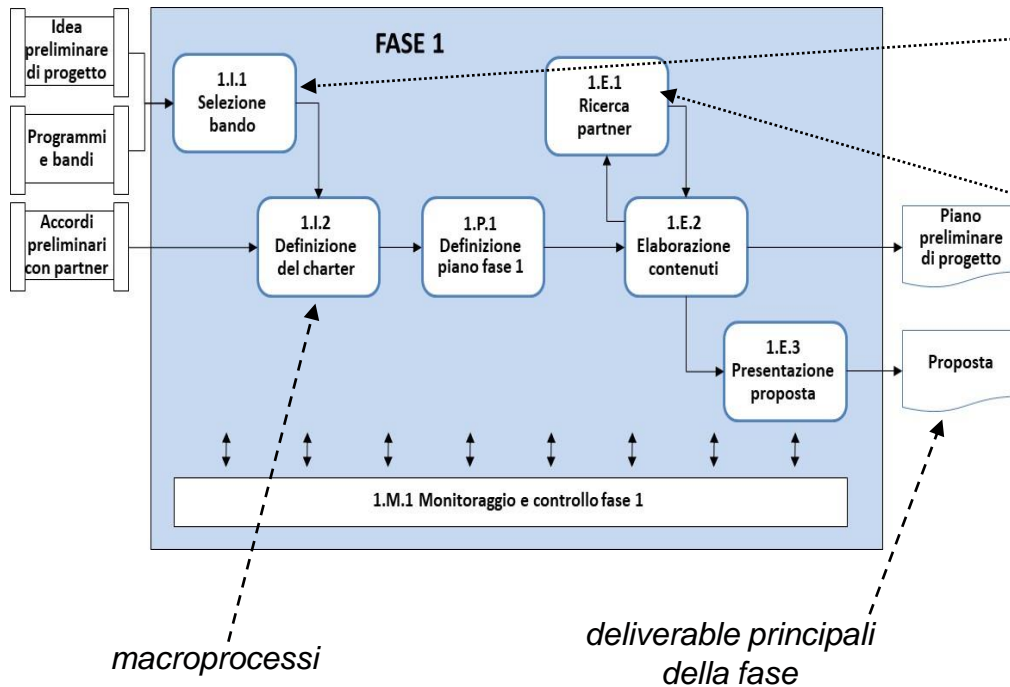 Idea
preliminare
di progetto
Programmi
e bandi
Accordi
preliminari
con partner
FASE 1
1.I.1
Selezione
bando
1.E.1
Ricerca
partner
1.I.2
Definizione
del charter
1.P.1
Definizione
piano fase 1
1.E.2
Elaborazione
contenuti
Piano
preliminare
di progetto
1.E.3
Presentazione
proposta
Proposta
1.M.1 Monitoraggio e controllo fase 1
macroprocessi
deliverable principali
della fase